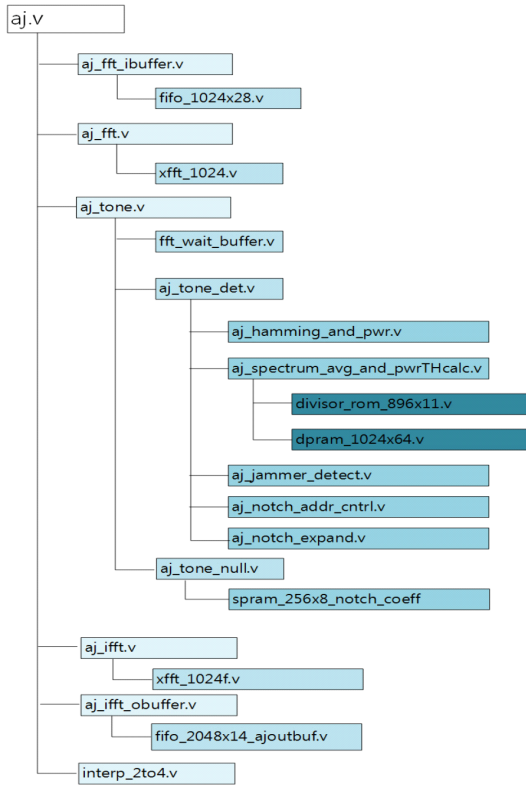 aj.v
aj_fft_ibuffer.v
fifo_1024x28.v
aj_fft.v
xfft_1024.v
aj_tone.v
fft_wait_buffer.v
aj_tone_det.v
aj_hamming_and_pwr.v
aj_spectrum_avg_and_pwrTHcalc.v
divisor_rom_896x11.v
dpram_1024x64.v
aj_jammer_detect.v
aj_notch_addr_cntrl.v
aj_notch_expand.v
aj_tone_null.v
spram_256x8_notch_coeff
aj_ifft.v
xfft_1024f.v
aj_ifft_obuffer.v
fifo_2048x14_ajoutbuf.v
interp_2to4.v